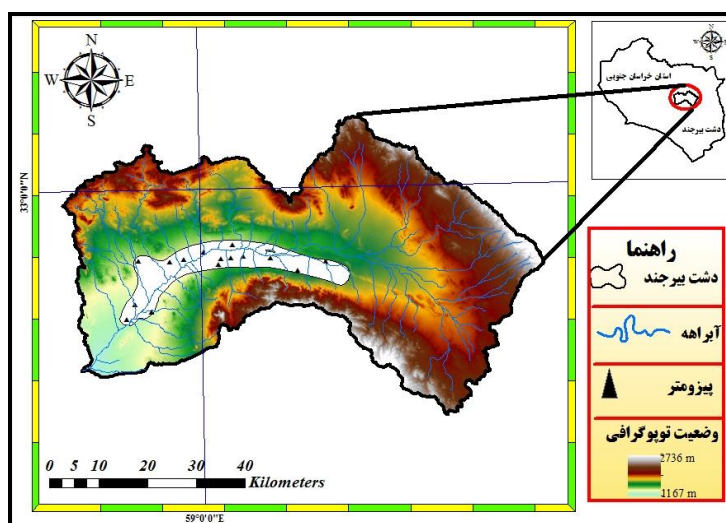 N
W E
S
33°0'0"N
0 5 10 20 30 40
Kilometers
59°0'0"E
استان خراسان جنوبی
دشت بیرجند
راهنما
دشت بیرجند
آبراهه
پیزومتر
وضعیت توپوگرافی
2736 m
1167 m